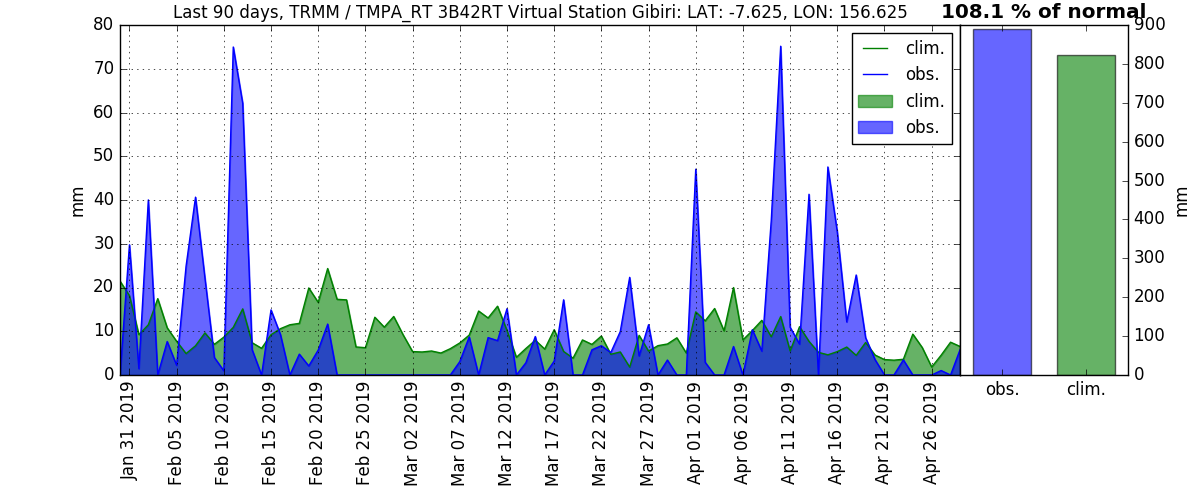 Last 90 days, TRMM / TMPA_RT 3B42RT Virtual Station Gibiri: LAT: -7.625, LON: 156.625
108.1 % of normal
80
70
60
50
40
30
20
10
0
mm
clim.
obs.
clim.
obs.
900
800
700
600
500
400
300
200
100
0
mm
Jan 31 2019
Feb 05 2019
Feb 10 2019
Feb 15 2019
Feb 20 2019
Feb 25 2019
Mar 02 2019
Mar 07 2019
Mar 12 2019
Mar 17 2019
Mar 22 2019
Mar 27 2019
Apr 01 2019
Apr 06 2019
Apr 11 2019
Apr 16 2019
Apr 21 2019
Apr 26 2019
obs.
clim.